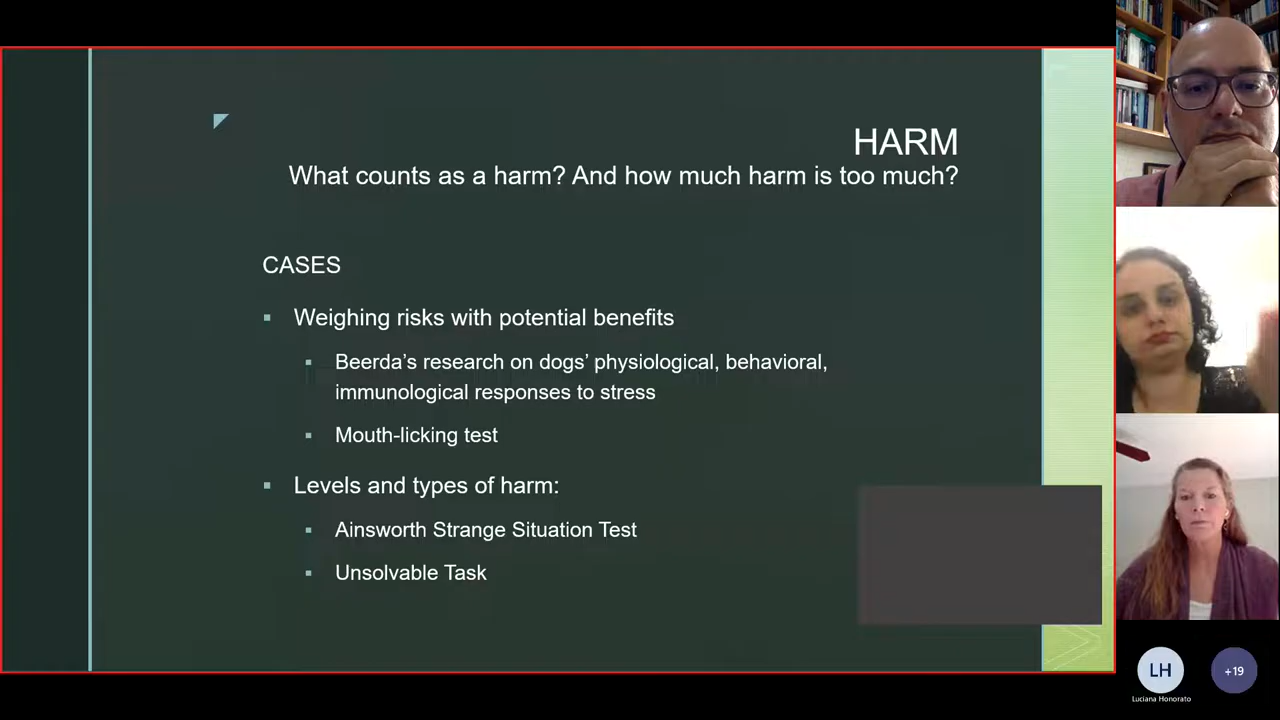 HARM
What counts as a harm? And how much harm is too much?
CASES
Weighing risks with potential benefits
Beerda's research on dogs' physiological, behavioral,
immunological responses to stress
Mouth-licking test
Levels and types of harm:
Ainsworth Strange Situation Test
Unsolvable Task
LH
+19
Luciana Honorato